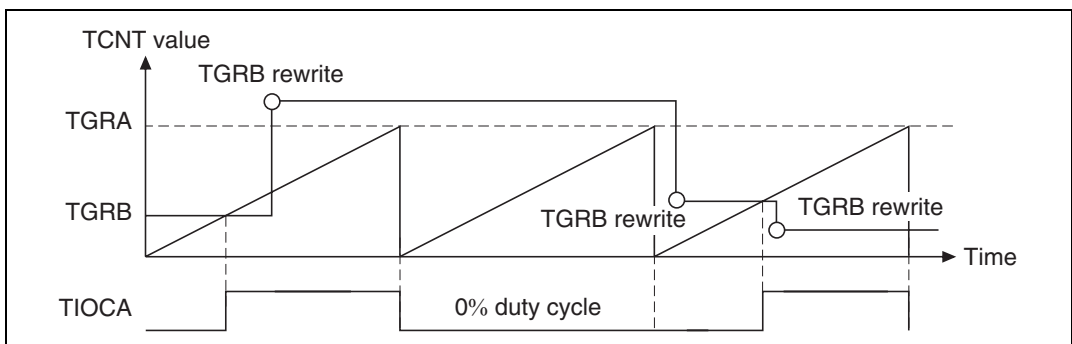 TCNT value
TGRB rewrite
TGRA
TGRB
TGRB rewrite
TGRB rewrite
Time
TIOCA
0% duty cycle